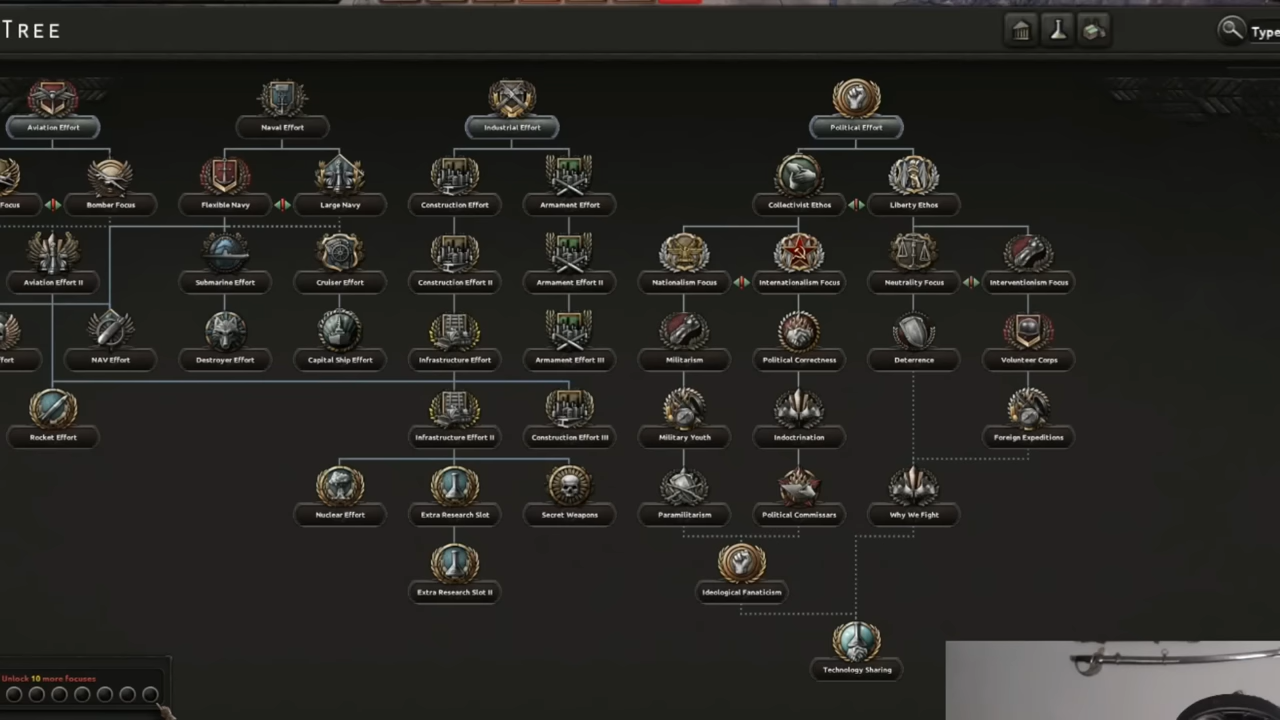 TREE
Type
Aviation Effort
Naval Effort
Industrial Effort
Political Effort
Focus
Bomber Focus
Flexible Navy
Large Navy
Construction Effort
Armament Effort
Collectivist Ethos
Liberty Ethos
Aviation Effort II
Submarine Effort
Cruiser Effort
Construction Effort II
Armament Effort II
Nationalism Focus
Internationalism Focus
Neutrality Focus
Interventionism Focus
ffort
NAV Effort
Destroyer Effort
Capital Ship Effort
Infrastructure Effort
Armament Effort III
Militarism
Political Correctness
Deterrence
Volunteer Corps
Rocket Effort
Infrastructure Effort II
Construction Effort III
Military Youth
Indoctrination
Foreign Expeditions
Nuclear Effort
Extra Research Slot
Secret Weapons
Paramilitarism
Political Commissars
Why We Fight
Extra Research Slot II
Ideological Fanaticism
Technology Sharing
Unlock 10 more focuses